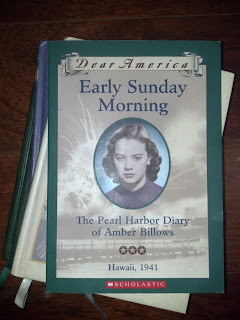 Dear America
Early Sunday
Morning
The Pearl Harbor Diary
of Amber Billows
Hawaii, 1941
SCHOLASTIC